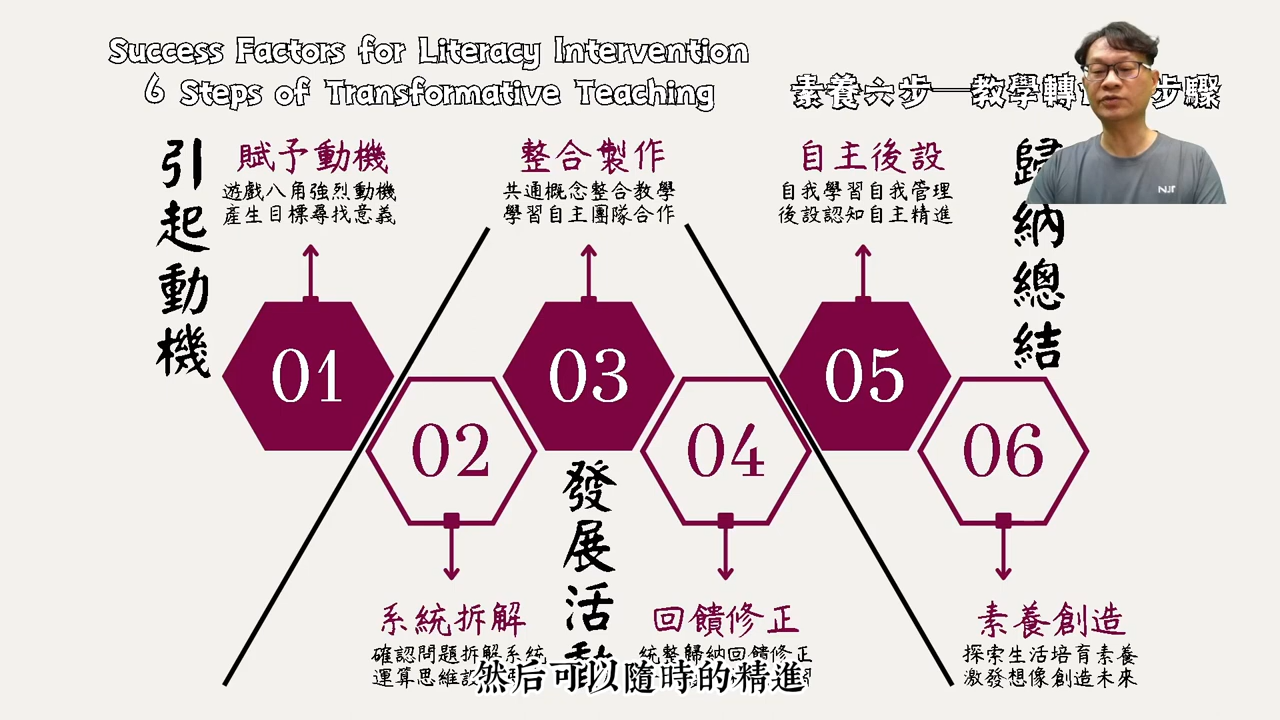 Success Factors for Literacy Intervention
6 Steps of Transformative Teaching
素養六步—教學轉 步驟
引起動機
賦予動機
遊戲八角強烈動機
產生目標尋找意義
整合製作
共通概念整合教學
學習自主團隊合作
自主後設
自我學習自我管理
後設認知自主精進
歸納總結
01
02
03
04
05
06
發展活動
系統拆解
確認問題拆解系統
運算思維
回饋修正
統整歸納回饋修正
素養創造
探索生活培育素養
激發想像創造未來
然后可以隨時的精進
NJR